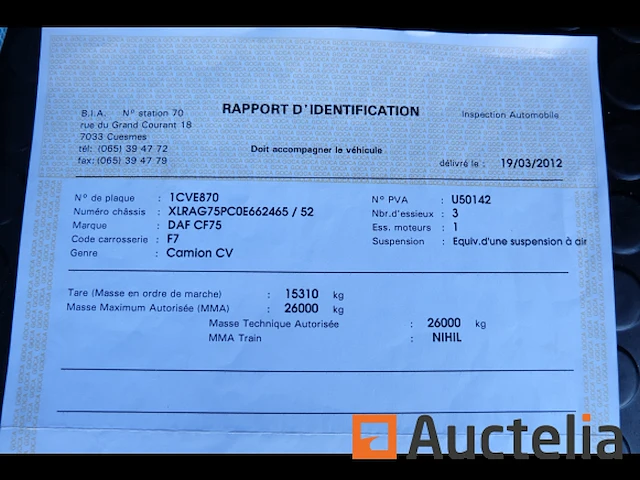 RAPPORT D'IDENTIFICATION
B.I.A. N° station 70
rue du Grand Courant 18
7033 Cuesmes
tél: (065) 39 47 72
fax: (065) 39 47 79
Inspection Automobile
Doit accompagner le véhicule
délivré le : 19/03/2012
N° de plaque : 1CVE870
Numéro châssis : XLRAG75PC0E662465 / 52
Marque : DAF CF75
Code carrosserie : F7
Genre : Camion CV
N° PVA : U50142
Nbr.d'essieux : 3
Ess. moteurs : 1
Suspension : Equiv.d'une suspension à air
Tare (Masse en ordre de marche) : 15310 kg
Masse Maximum Autorisée (MMA) : 26000 kg
Masse Technique Autorisée : 26000 kg
MMA Train : NIHIL
Auctelia